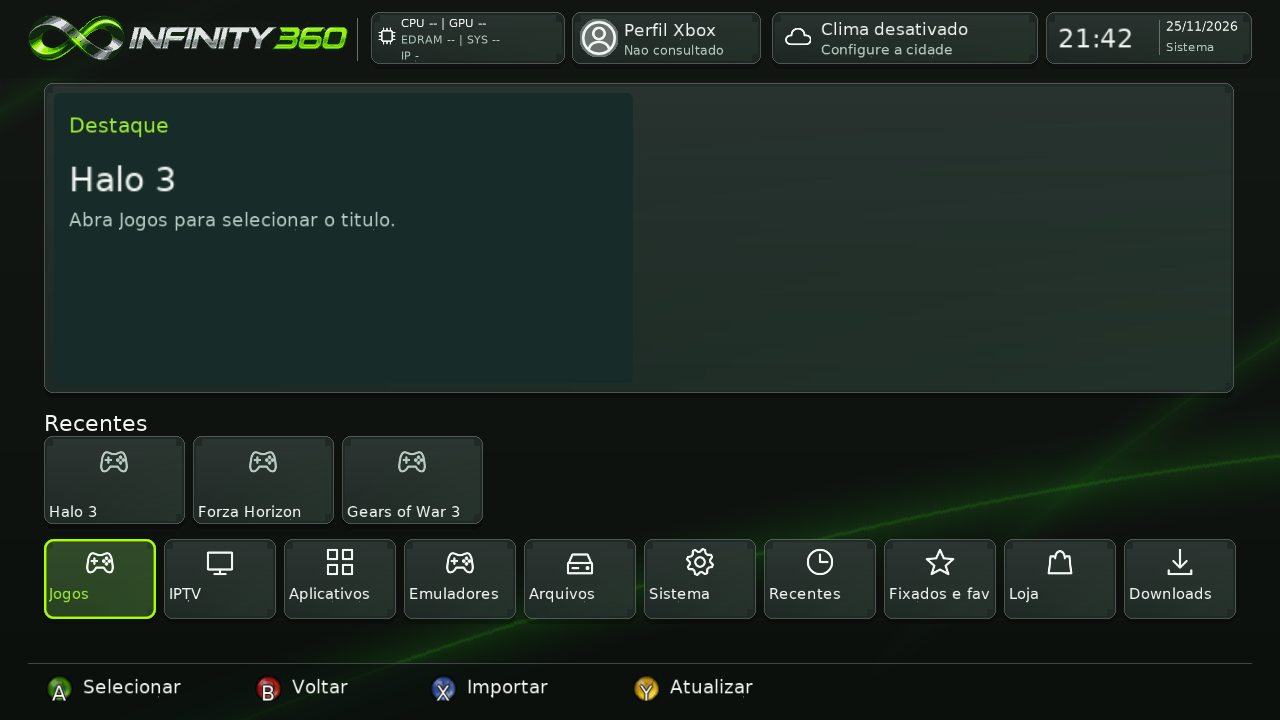 INFINITY 360
CPU -- | GPU --
EDRAM -- | SYS --
IP -
Perfil Xbox
Nao consultado
Clima desativado
Configure a cidade
21:42
25/11/2026
Sistema
Destaque
Halo 3
Abra Jogos para selecionar o titulo.
Recentes
Halo 3
Forza Horizon
Gears of War 3
Jogos
IPTV
Aplicativos
Emuladores
Arquivos
Sistema
Recentes
Fixados e fav
Loja
Downloads
A Selecionar
B Voltar
X Importar
Y Atualizar